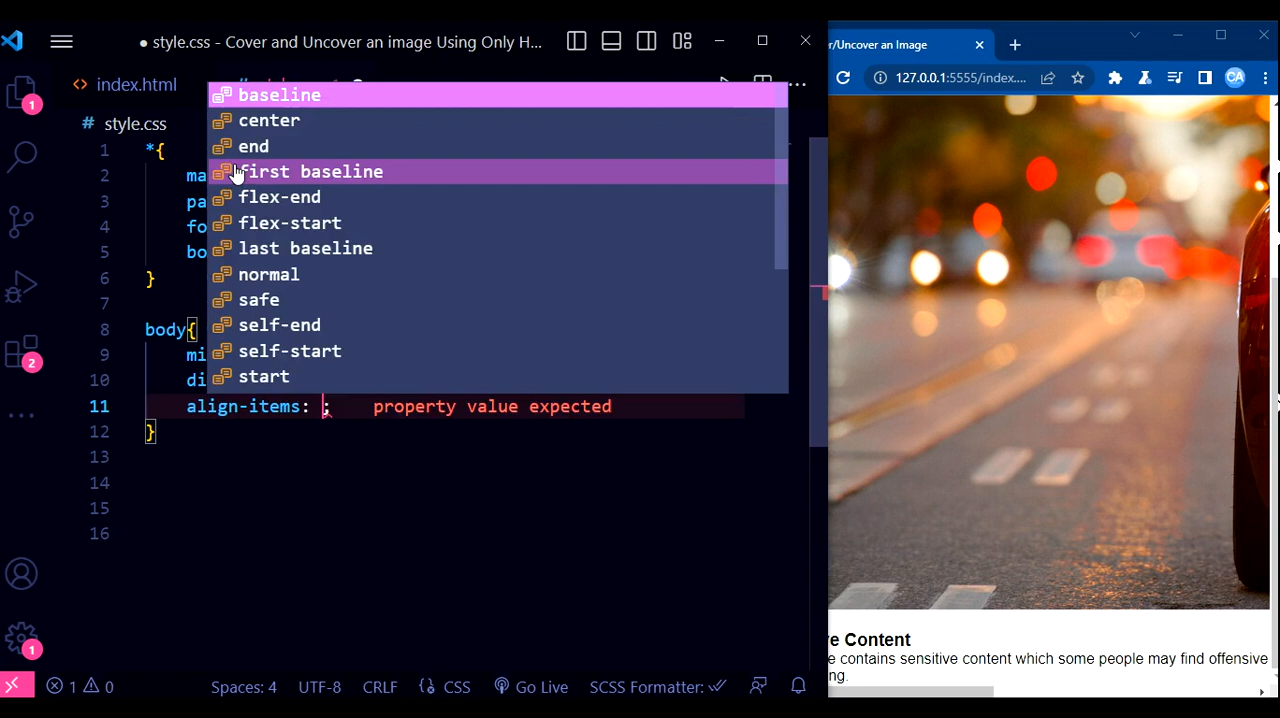 ● style.css - Cover and Uncover an image Using Only H...
index.html
1
# style.css
baseline
center
end
first baseline
flex-end
flex-start
last baseline
normal
safe
self-end
self-start
start
1 *{
2 ma
3 pa
4 fo
5 bo
6 }
7
8 body{
9 mi
10 di
11 align-items: ; property value expected
12 }
13
14
15
16
2
1
1 0
Spaces: 4
UTF-8
CRLF
CSS
Go Live
SCSS Formatter:
r/Uncover an Image
127.0.0.1:5555/index....
CA
e Content
e contains sensitive content which some people may find offensive
ng.